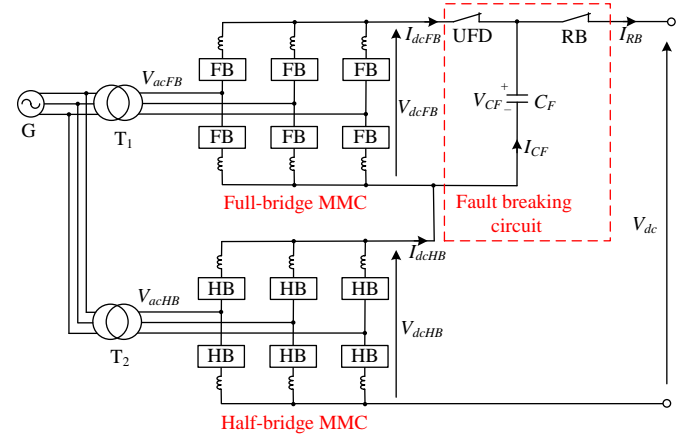 I_dcFB UFD RB I_RB
FB FB FB
V_acFB
V_dcFB
+
V_CF
–
C_F
G
T_1
FB FB FB
I_CF
Full-bridge MMC
Fault breaking
circuit
I_dcHB
V_dc
HB HB HB
V_acHB
V_dcHB
T_2
HB HB HB
Half-bridge MMC